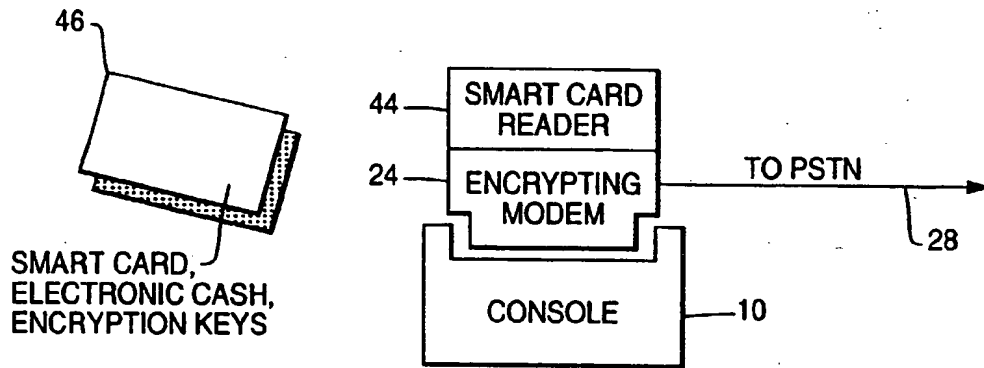 46
44
SMART CARD
READER
24
ENCRYPTING
MODEM
TO PSTN
28
SMART CARD,
ELECTRONIC CASH,
ENCRYPTION KEYS
CONSOLE
10